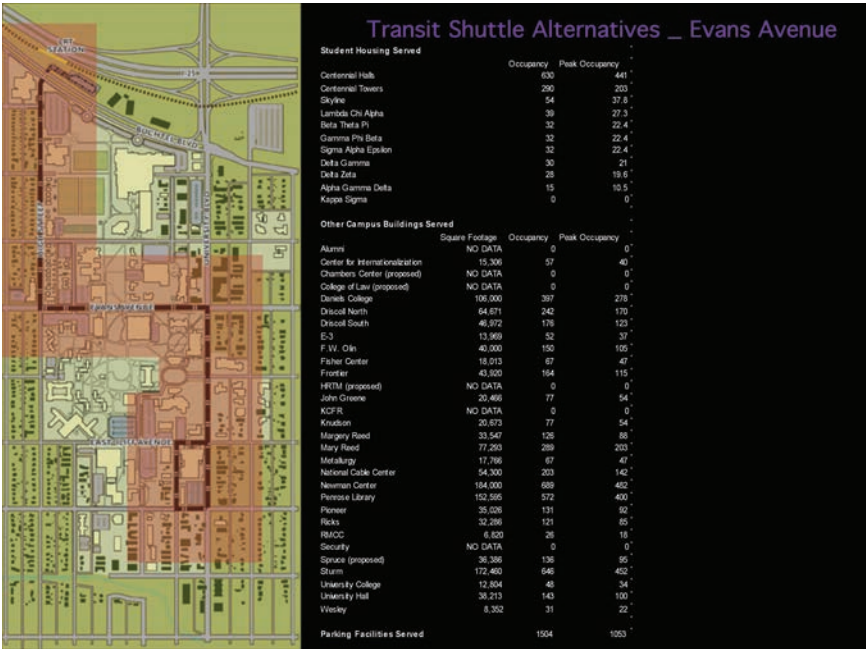 Transit Shuttle Alternatives _ Evans Avenue
LRT
STATION
I-25
BUCHTEL BLVD
UNIVERSITY BLVD
EVANS AVENUE
EAST ILIFF AVENUE
Student Housing Served
Occupancy Peak Occupancy
Centennial Halls 630 441
Centennial Towers 290 203
Skyline 54 37.8
Lambda Chi Alpha 39 27.3
Beta Theta Pi 32 22.4
Gamma Phi Beta 32 22.4
Sigma Alpha Epsilon 32 22.4
Delta Gamma 30 21
Delta Zeta 28 19.6
Alpha Gamma Delta 15 10.5
Kappa Sigma 0 0
Other Campus Buildings Served
Square Footage Occupancy Peak Occupancy
Alumni NO DATA 0 0
Center for Internationaliziation 15,306 57 40
Chambers Center (proposed) NO DATA 0 0
College of Law (proposed) NO DATA 0 0
Daniels College 106,000 397 278
Driscoll North 64,671 242 170
Driscoll South 46,972 176 123
E-3 13,969 52 37
F.W. Olin 40,000 150 105
Fisher Center 18,013 67 47
Frontier 43,920 164 115
HRTM (proposed) NO DATA 0 0
John Greene 20,466 77 54
KCFR NO DATA 0 0
Knudson 20,673 77 54
Margery Reed 33,547 126 88
Mary Reed 77,293 289 203
Metallurgy 17,766 67 47
National Cable Center 54,300 203 142
Newman Center 184,000 689 482
Penrose Library 152,595 572 400
Pioneer 35,026 131 92
Ricks 32,286 121 85
RMCC 6,820 26 18
Security NO DATA 0 0
Spruce (proposed) 36,386 136 95
Sturm 172,460 646 452
University College 12,804 48 34
University Hall 38,213 143 100
Wesley 8,352 31 22
Parking Facilities Served 1504 1053